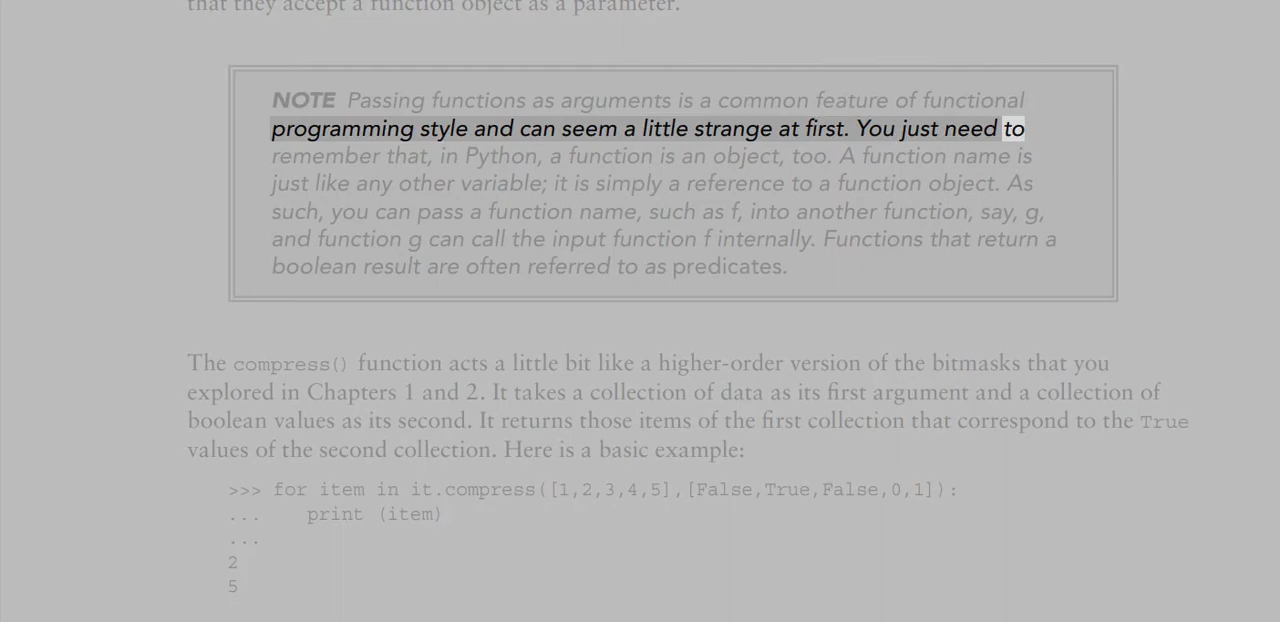 that they accept a function object as a parameter.
NOTE Passing functions as arguments is a common feature of functional
programming style and can seem a little strange at first. You just need to
remember that, in Python, a function is an object, too. A function name is
just like any other variable; it is simply a reference to a function object. As
such, you can pass a function name, such as f, into another function, say, g,
and function g can call the input function f internally. Functions that return a
boolean result are often referred to as predicates.
The compress() function acts a little bit like a higher-order version of the bitmasks that you
explored in Chapters 1 and 2. It takes a collection of data as its first argument and a collection of
boolean values as its second. It returns those items of the first collection that correspond to the True
values of the second collection. Here is a basic example:
>>> for item in it.compress([1,2,3,4,5],[False,True,False,0,1]):
...    print (item)
...
2
5